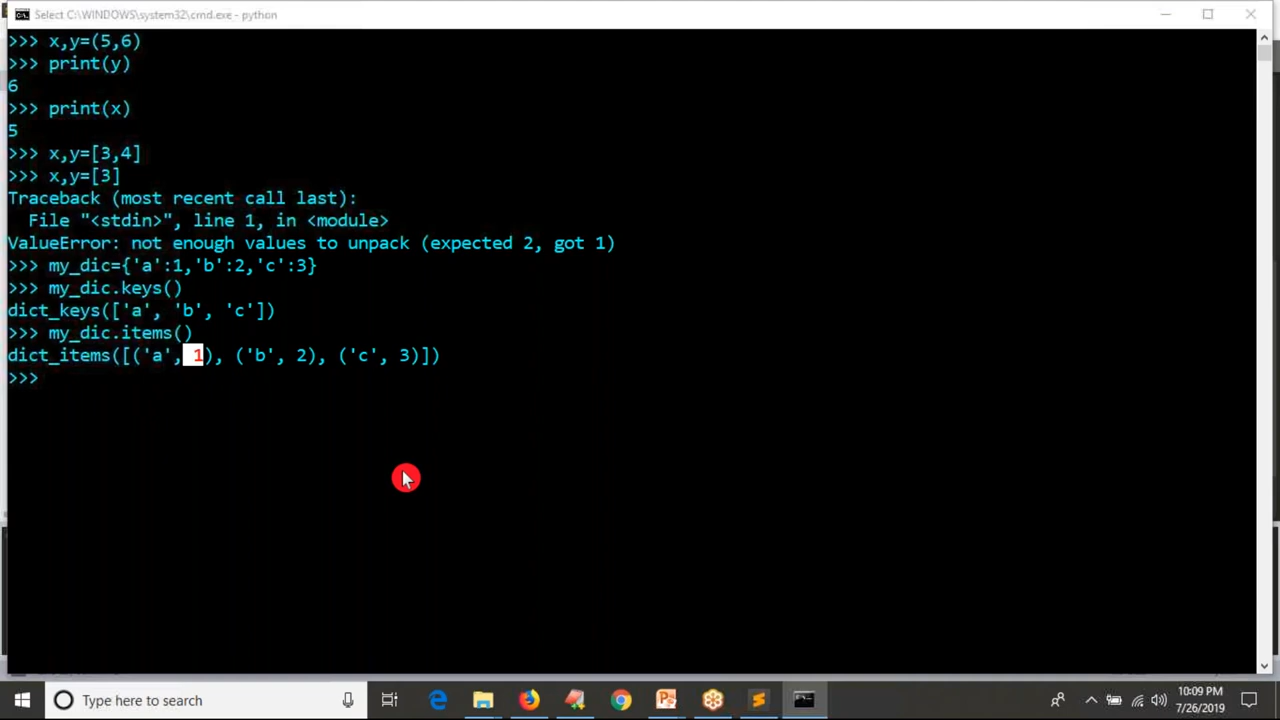 Select C:\WINDOWS\system32\cmd.exe - python
>>> x,y=(5,6)
>>> print(y)
6
>>> print(x)
5
>>> x,y=[3,4]
>>> x,y=[3]
Traceback (most recent call last):
  File "<stdin>", line 1, in <module>
ValueError: not enough values to unpack (expected 2, got 1)
>>> my_dic={'a':1,'b':2,'c':3}
>>> my_dic.keys()
dict_keys(['a', 'b', 'c'])
>>> my_dic.items()
dict_items([('a', 1), ('b', 2), ('c', 3)])
>>>
Type here to search
10:09 PM
7/26/2019